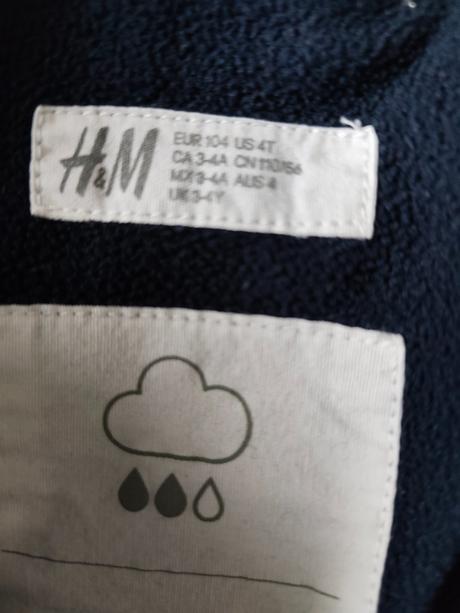 H&M
EUR 104 US 4T
CA 3-4A CN 110/56
MX 3-4A AUS 4
UK 3-4Y